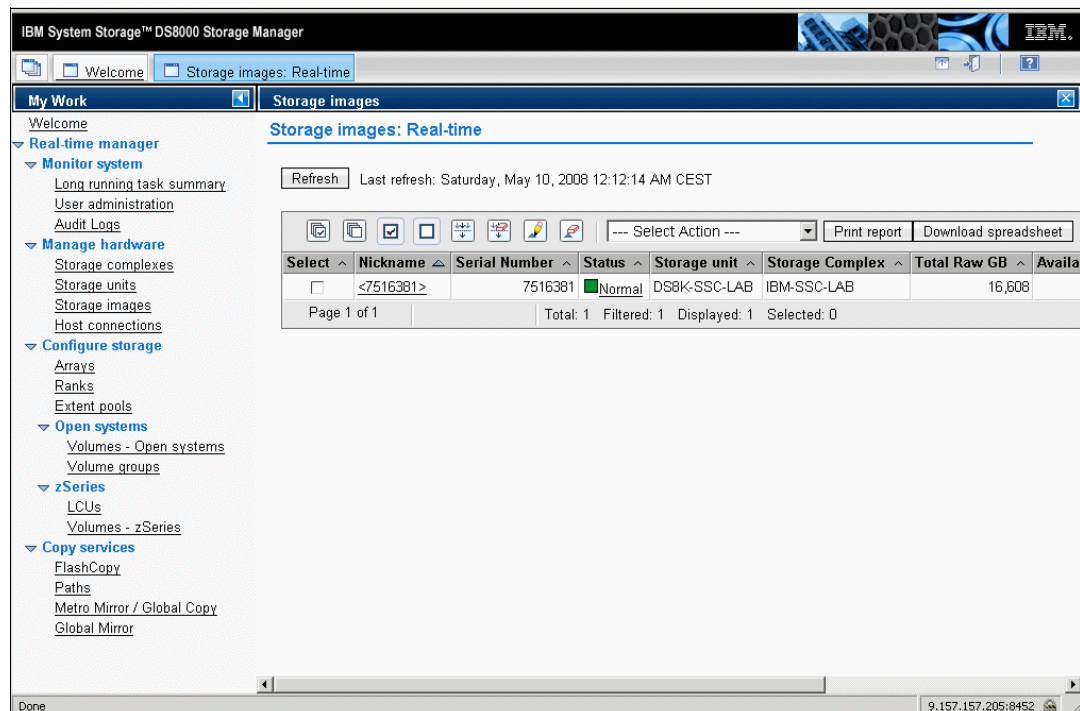 IBM System Storage™ DS8000 Storage Manager
IBM.
Welcome
Storage images: Real-time
?
My Work
Storage images
Welcome
Real-time manager
Monitor system
Long running task summary
User administration
Audit Logs
Manage hardware
Storage complexes
Storage units
Storage images
Host connections
Configure storage
Arrays
Ranks
Extent pools
Open systems
Volumes - Open systems
Volume groups
zSeries
LCUs
Volumes - zSeries
Copy services
FlashCopy
Paths
Metro Mirror / Global Copy
Global Mirror
Storage images: Real-time
Refresh Last refresh: Saturday, May 10, 2008 12:12:14 AM CEST
--- Select Action --- Print report Download spreadsheet
Select Nickname Serial Number Status Storage unit Storage Complex Total Raw GB Availa
<7516381> 7516381 Normal DS8K-SSC-LAB IBM-SSC-LAB 16,608
Page 1 of 1 Total: 1 Filtered: 1 Displayed: 1 Selected: 0
Done 9.157.157.205:8452